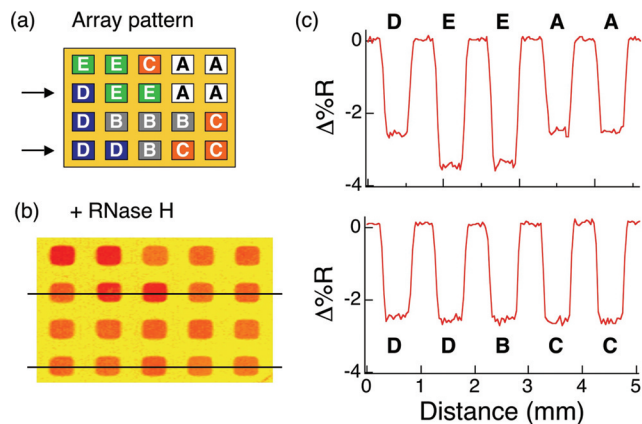 (a) Array pattern
E E C A A
D E E A A
D B B B C
D D B C C
(b) + RNase H
(c)
D E E A A
0
-2
-4
Δ%R
0
-2
-4
Δ%R
D D B C C
0 1 2 3 4 5
Distance (mm)